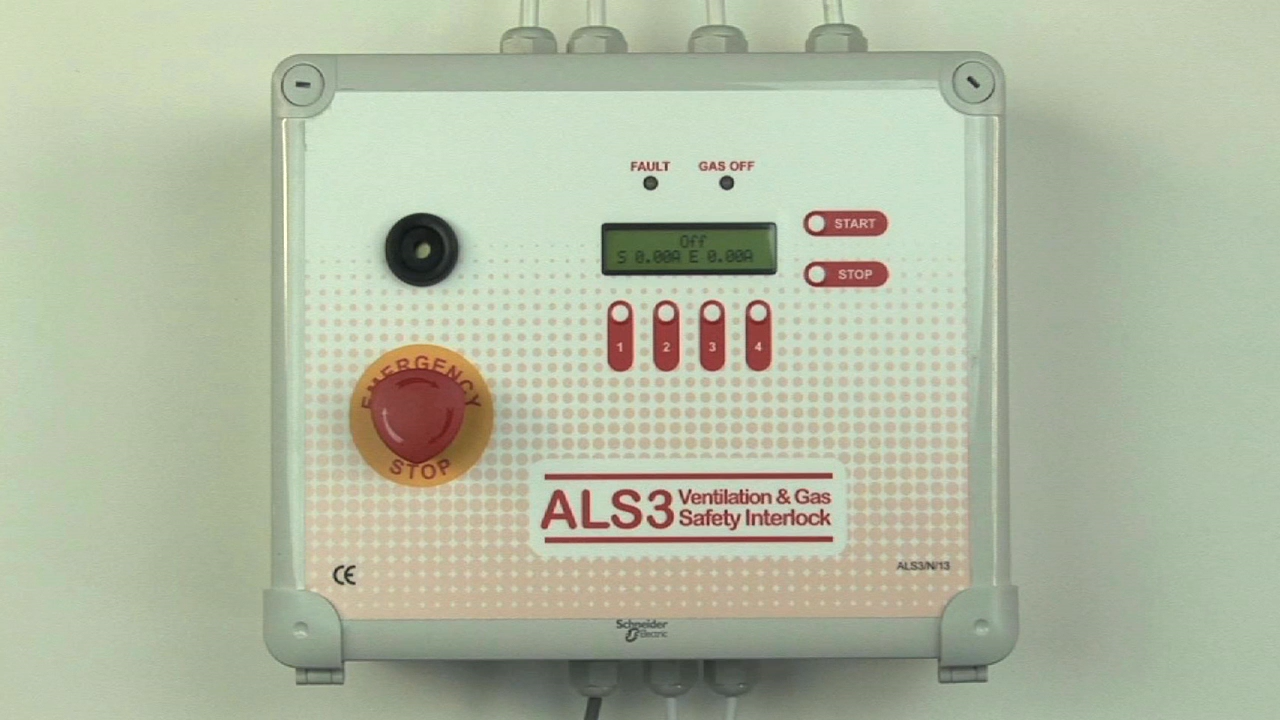 FAULT GAS OFF
START
Off
S 0.00A E 0.00A
STOP
1 2 3 4
EMERGENCY
STOP
ALS3 Ventilation & Gas
Safety Interlock
CE
ALS3/N/13
Schneider
Electric